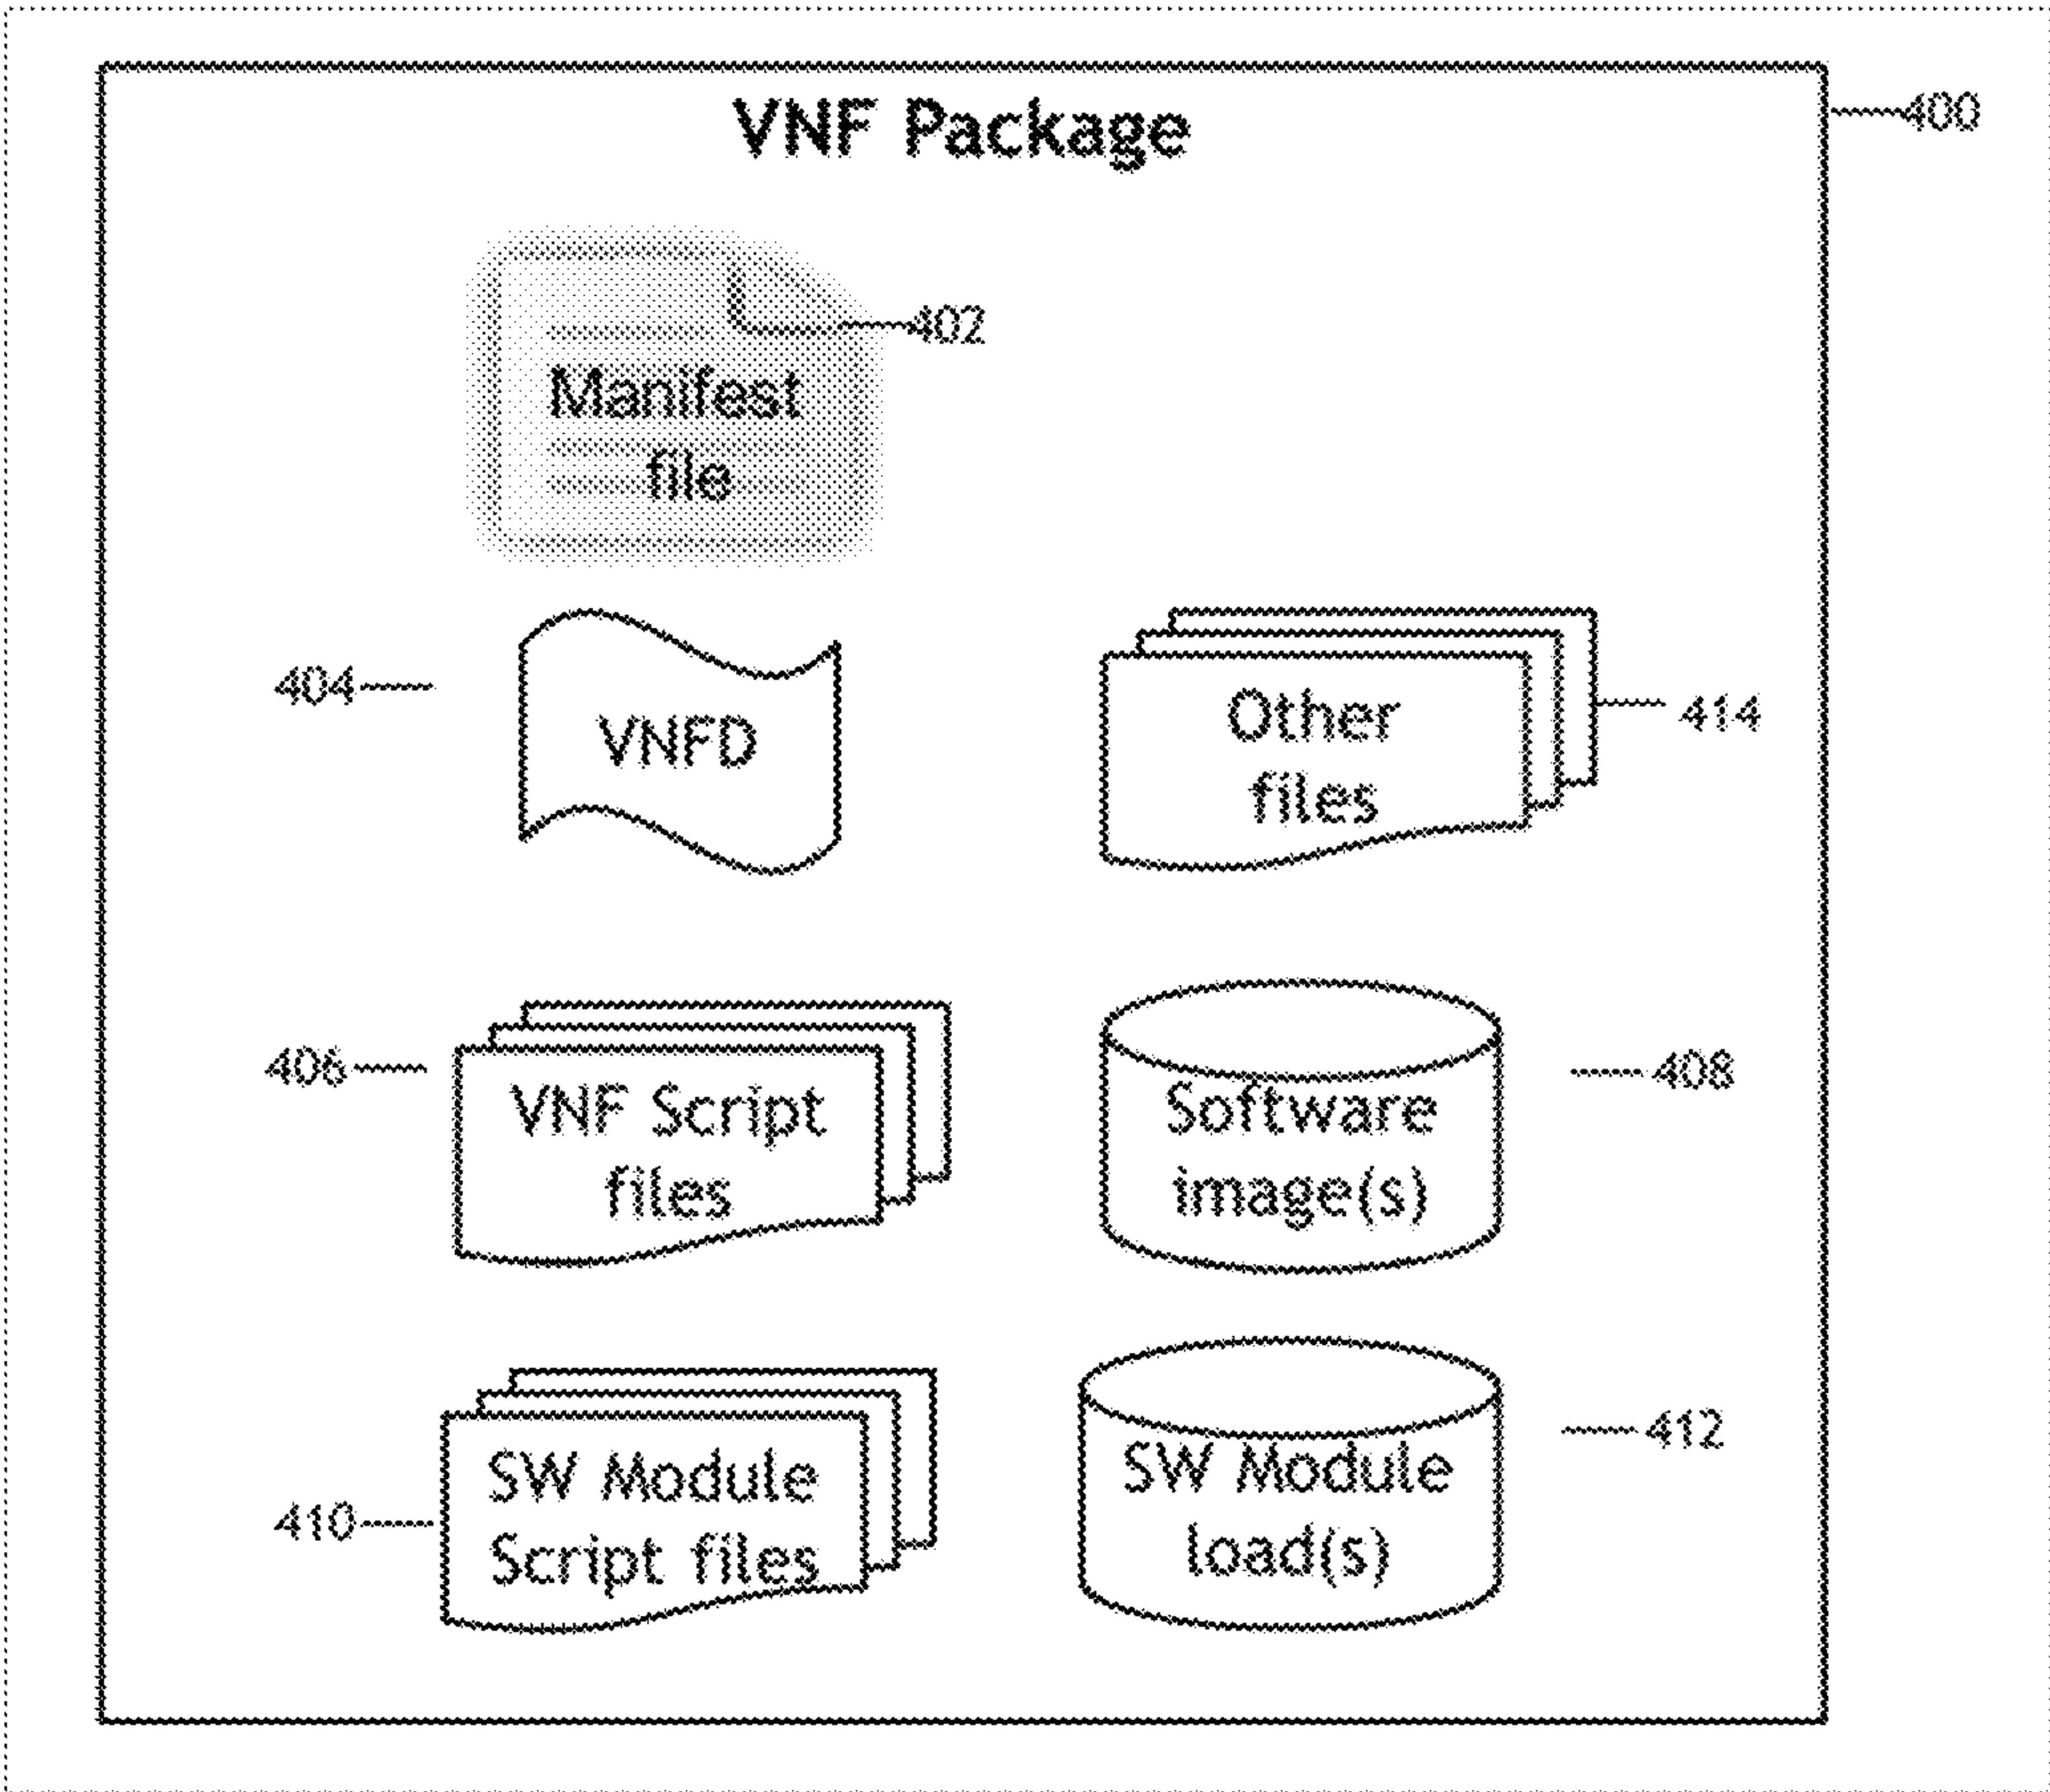 VNF Package
400
402
Manifest
file
404
VNFD
Other
files
414
406
VNF Script
files
Software
image(s)
408
410
SW Module
Script files
SW Module
load(s)
412